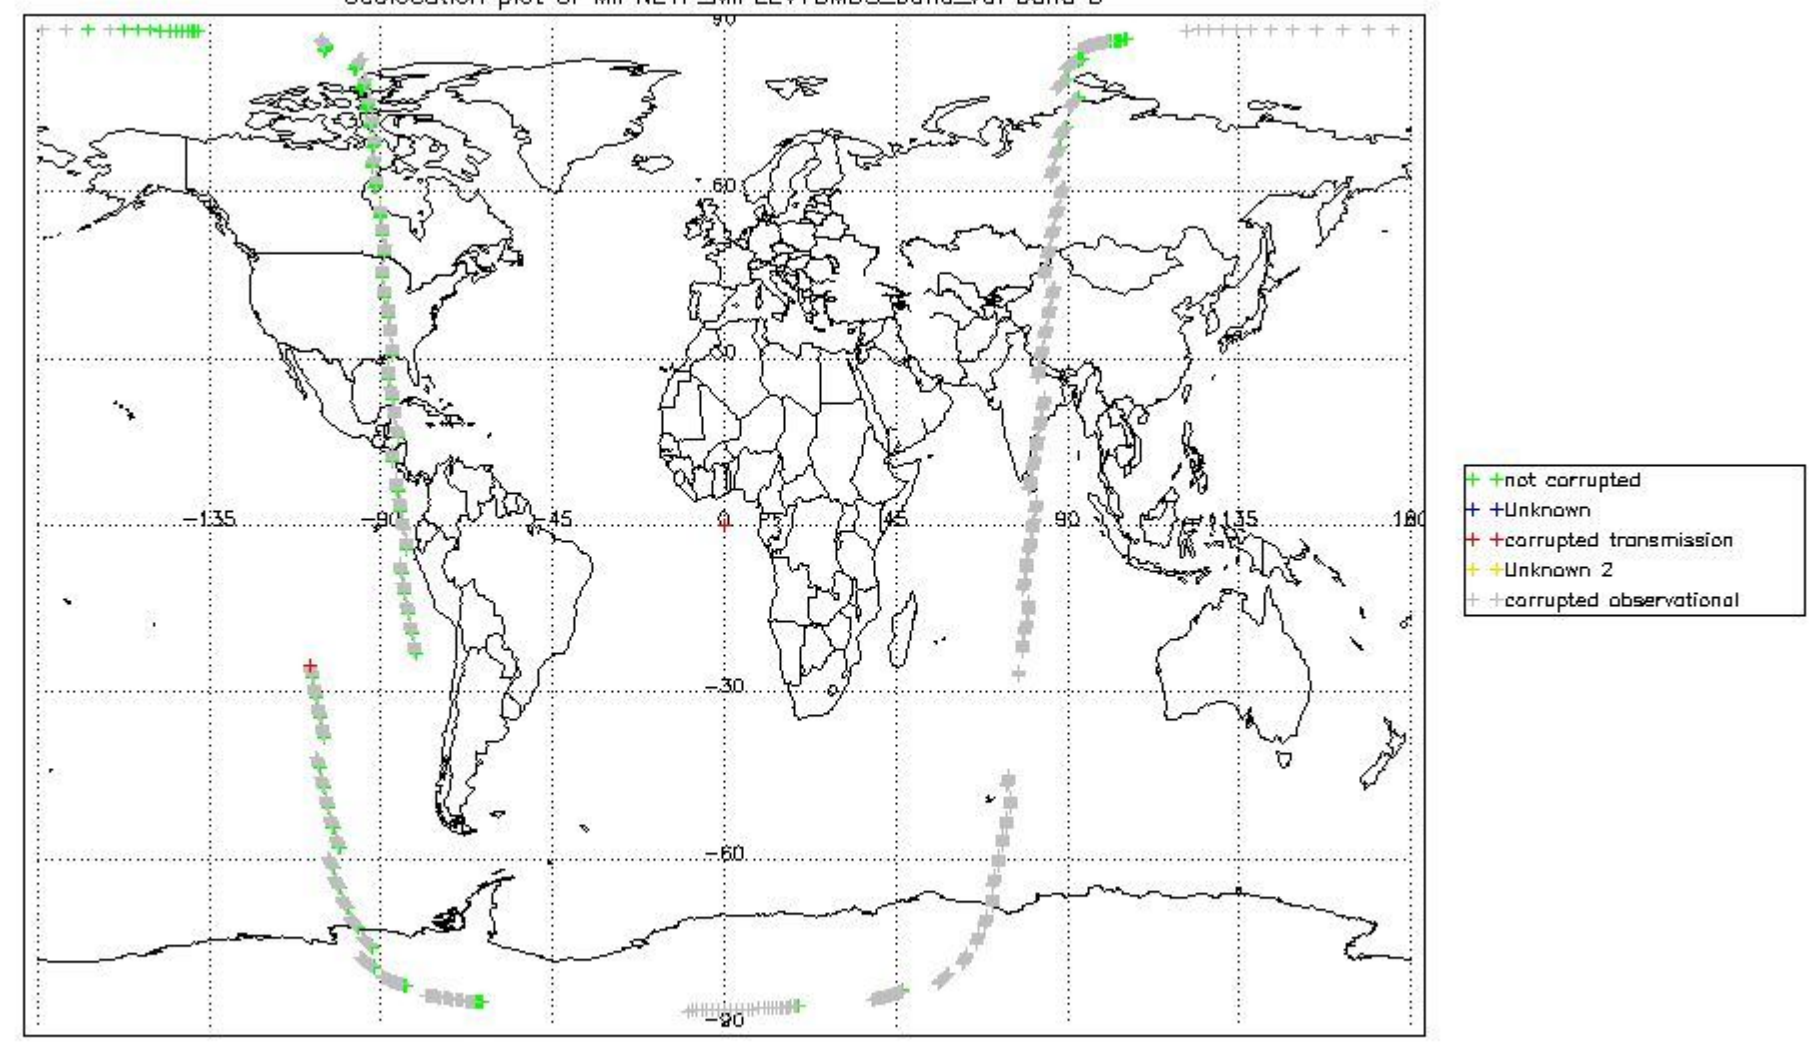 90
60
30
-135 -90 -45 0 45 90 135 180
-30
-60
-90
not corrupted
Unknown
corrupted transmission
Unknown 2
corrupted observational